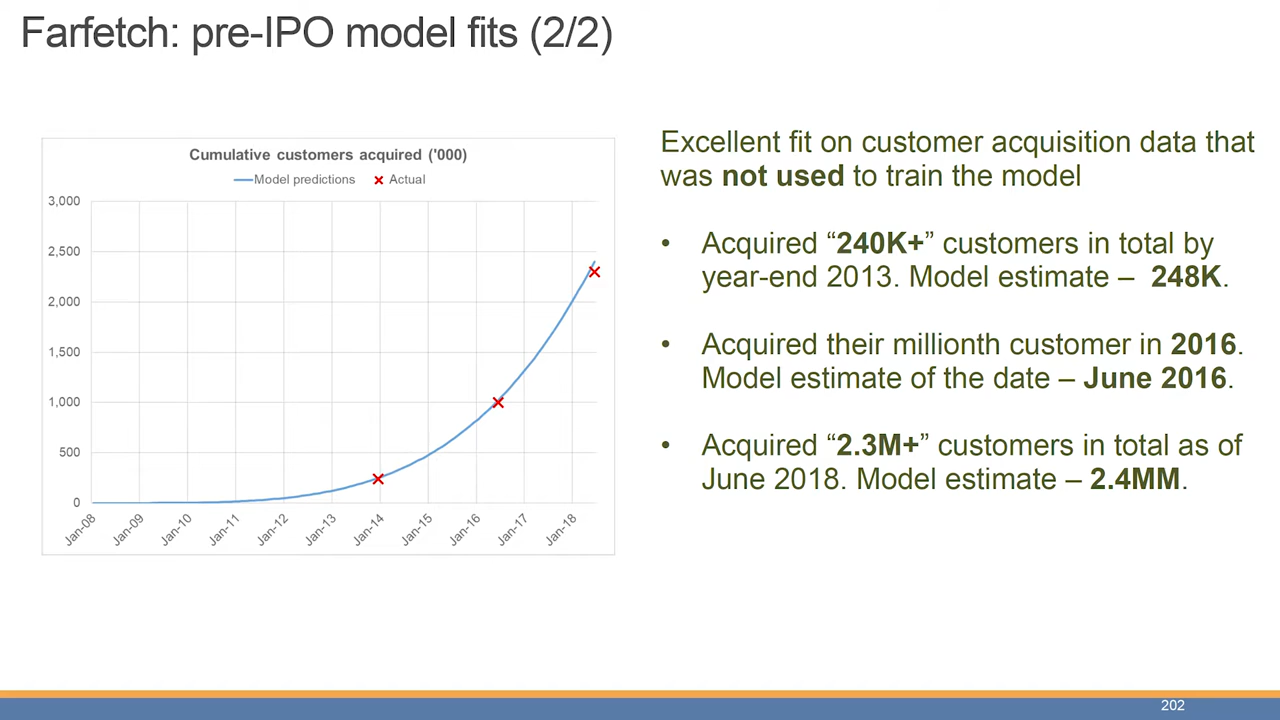 Farfetch: pre-IPO model fits (2/2)
Cumulative customers acquired ('000)
Model predictions
Actual
3,000
2,500
2,000
1,500
1,000
500
0
Jan-08
Jan-09
Jan-10
Jan-11
Jan-12
Jan-13
Jan-14
Jan-15
Jan-16
Jan-17
Jan-18
Excellent fit on customer acquisition data that
was not used to train the model
• Acquired “240K+” customers in total by
year-end 2013. Model estimate – 248K.
• Acquired their millionth customer in 2016.
Model estimate of the date – June 2016.
• Acquired “2.3M+” customers in total as of
June 2018. Model estimate – 2.4MM.
202